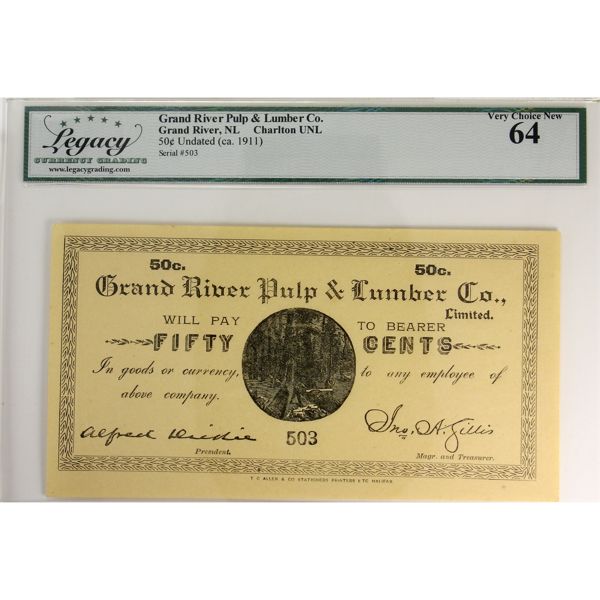 Legacy
CURRENCY GRADING
www.legacygrading.com
Grand River Pulp & Lumber Co.
Grand River, NL Charlton UNL
50¢ Undated (ca. 1911)
Serial #503
Very Choice New
64
50c. 50c.
Grand River Pulp & Lumber Co.,
Limited.
WILL PAY TO BEARER
FIFTY CENTS
In goods or currency, to any employee of
above company.
Alfred Dickie 503 Jno. A. Gillis
President. Magr. and Treasurer.
T C ALLEN & CO STATIONERS PRINTERS ETC HALIFAX